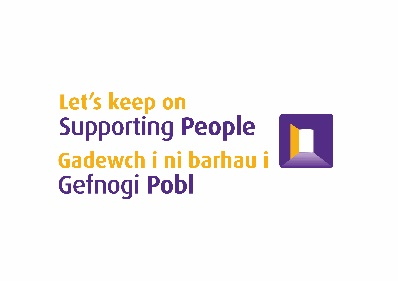 Let's keep on
Supporting People
Gadewch i ni barhau i
Gefnogi Pobl